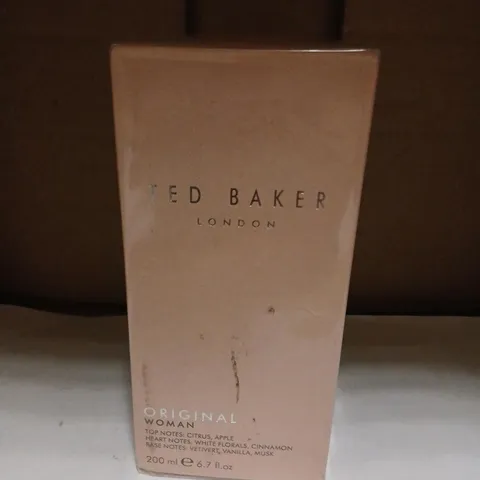 TED BAKER
LONDON
ORIGINAL
WOMAN
TOP NOTES: CITRUS, APPLE
HEART NOTES: WHITE FLORALS, CINNAMON
BASE NOTES: VETIVERT, VANILLA, MUSK
200 ml ℮ 6.7 fl.oz